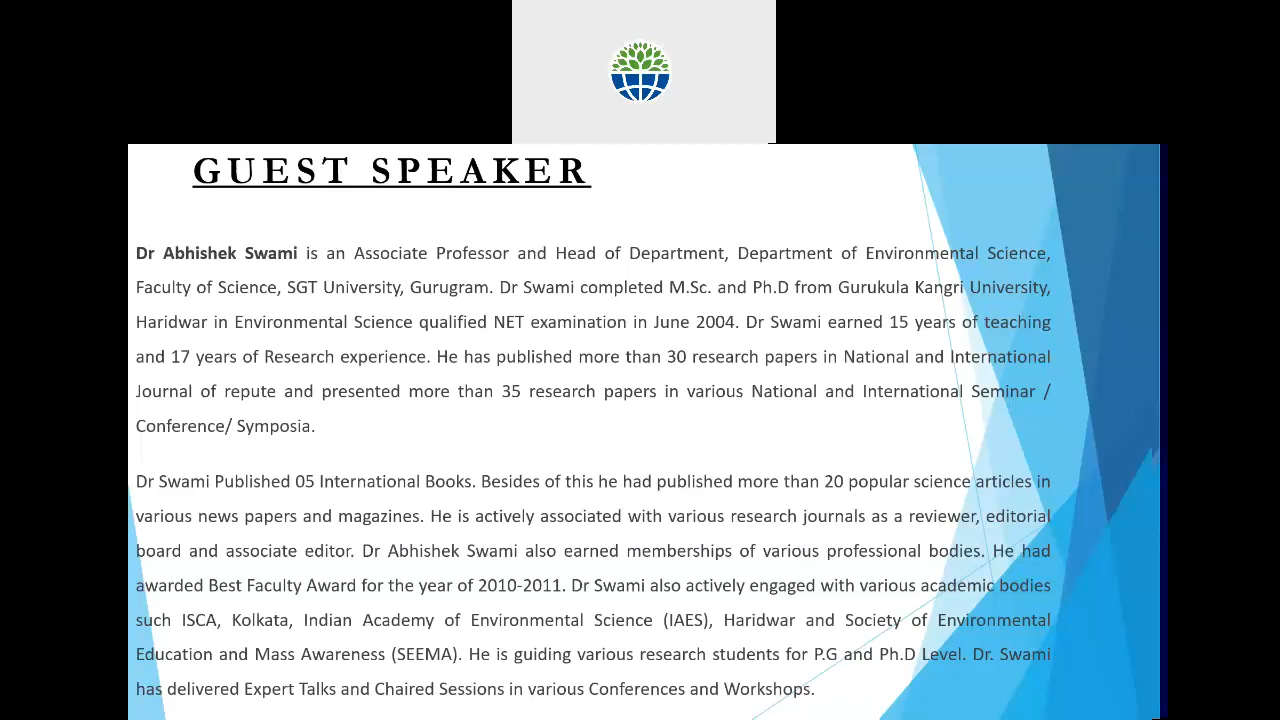 GUEST SPEAKER
Dr Abhishek Swami is an Associate Professor and Head of Department, Department of Environmental Science,
Faculty of Science, SGT University, Gurugram. Dr Swami completed M.Sc. and Ph.D from Gurukula Kangri University,
Haridwar in Environmental Science qualified NET examination in June 2004. Dr Swami earned 15 years of teaching
and 17 years of Research experience. He has published more than 30 research papers in National and International
Journal of repute and presented more than 35 research papers in various National and International Seminar /
Conference/ Symposia.
Dr Swami Published 05 International Books. Besides of this he had published more than 20 popular science articles in
various news papers and magazines. He is actively associated with various research journals as a reviewer, editorial
board and associate editor. Dr Abhishek Swami also earned memberships of various professional bodies. He had
awarded Best Faculty Award for the year of 2010-2011. Dr Swami also actively engaged with various academic bodies
such ISCA, Kolkata, Indian Academy of Environmental Science (IAES), Haridwar and Society of Environmental
Education and Mass Awareness (SEEMA). He is guiding various research students for P.G and Ph.D Level. Dr. Swami
has delivered Expert Talks and Chaired Sessions in various Conferences and Workshops.